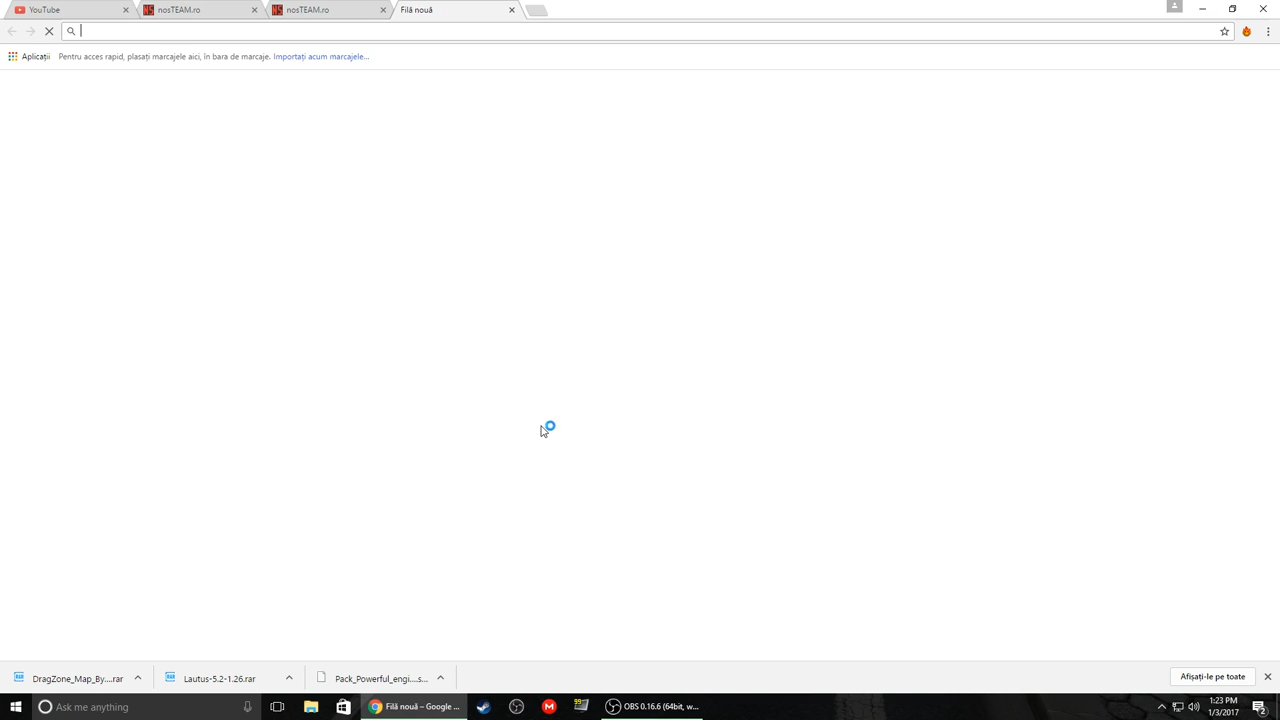 YouTube
nosTEAM.ro
nosTEAM.ro
Filă nouă
Aplicații
Pentru acces rapid, plasați marcajele aici, în bara de marcaje. Importați acum marcajele...
DragZone_Map_By....rar
Lautus-5.2-1.26.rar
Pack_Powerful_engi....s...
Afișați-le pe toate
Ask me anything
Filă nouă – Google ...
99
OBS 0.16.6 (64bit, w...
1:23 PM
1/3/2017
2